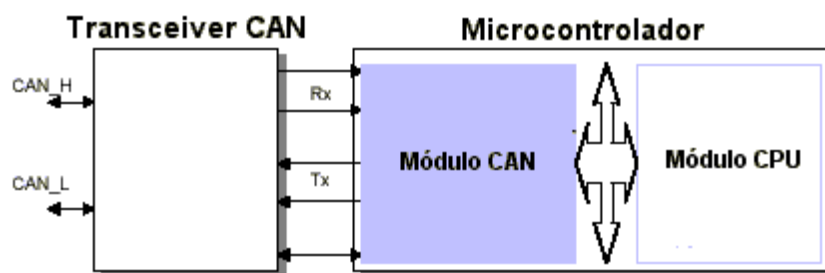 Transceiver CAN
Microcontrolador
CAN_H
Rx
Módulo CAN
Módulo CPU
CAN_L
Tx